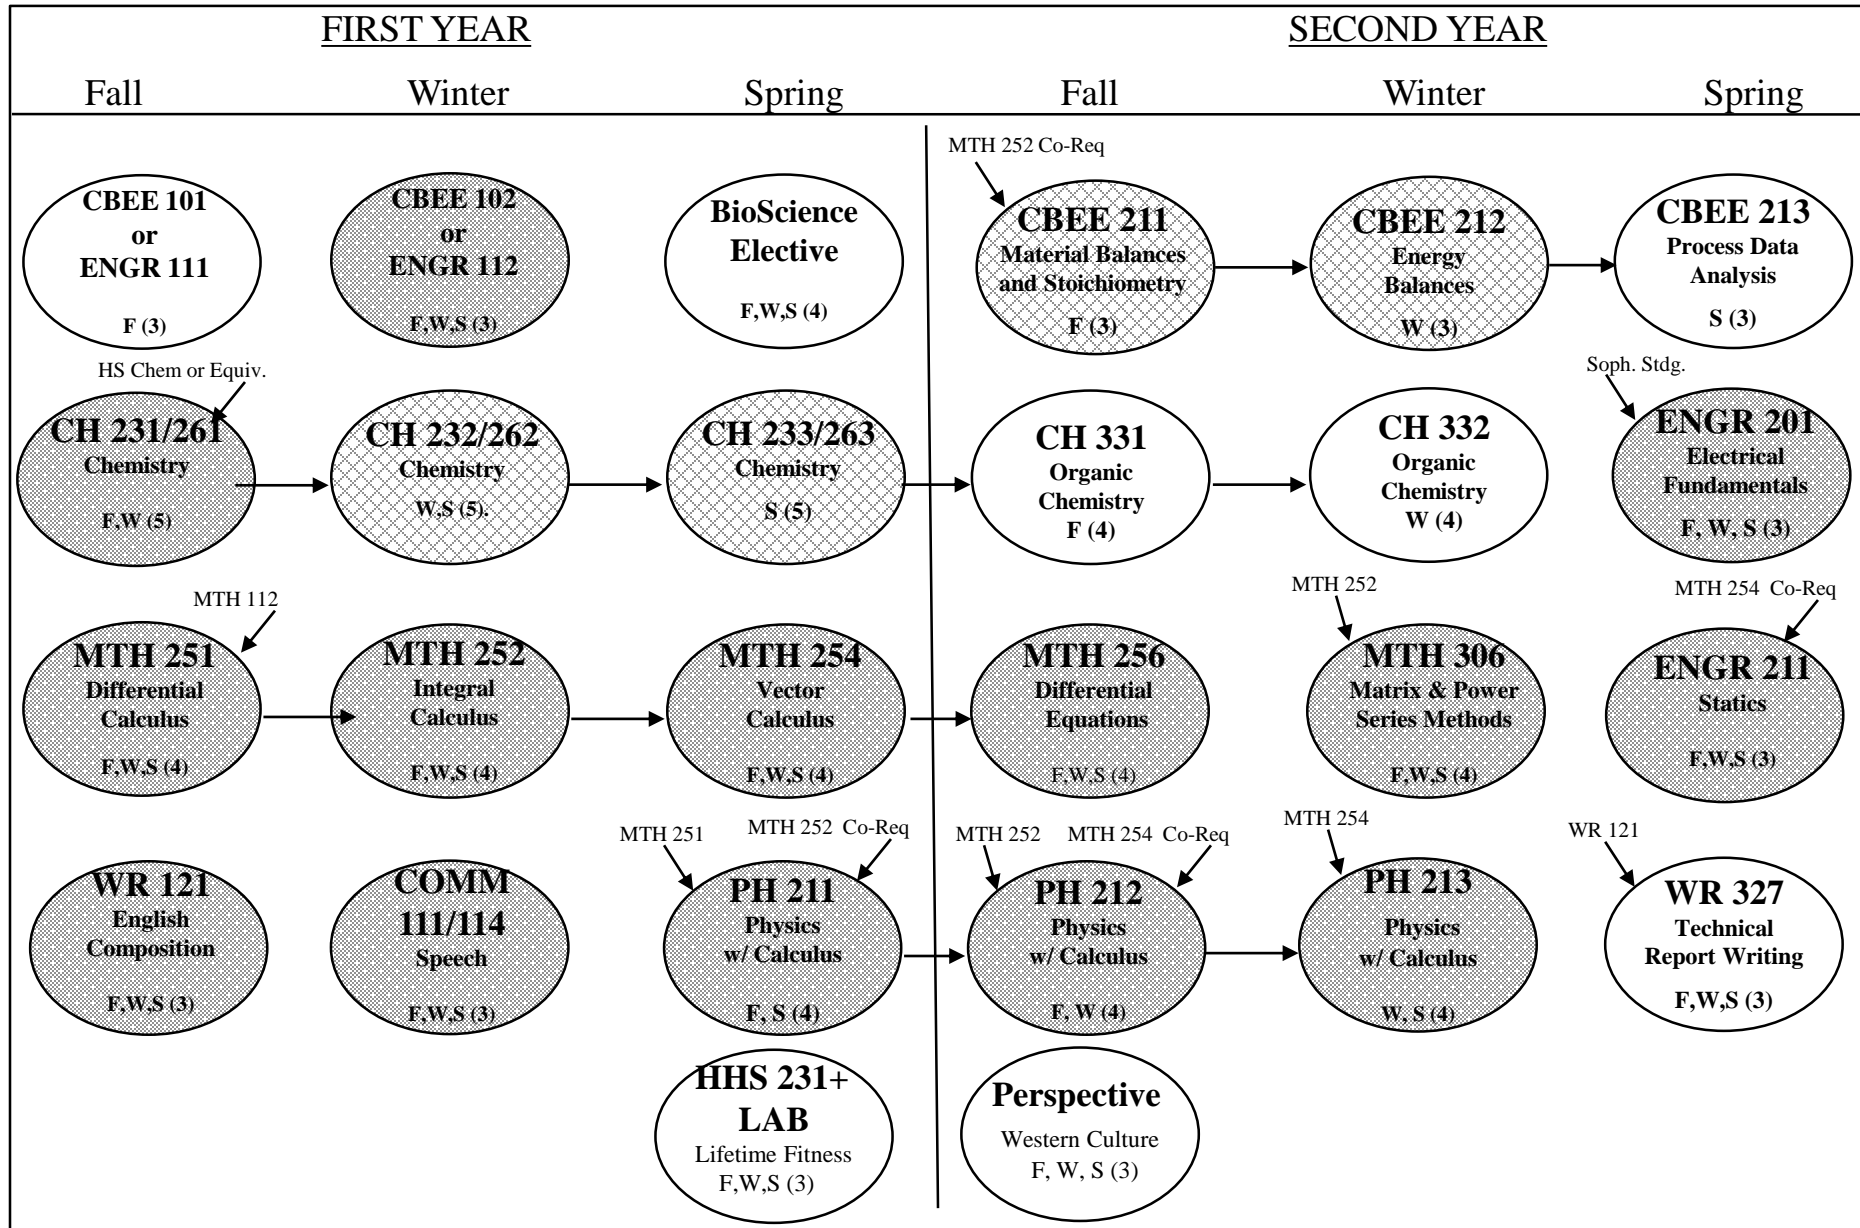 FIRST YEAR
SECOND YEAR
Fall
Winter
Spring
Fall
Winter
Spring
CBEE 101
or
ENGR 111
F (3)
CBEE 102
or
ENGR 112
F,W,S (3)
BioScience
Elective
F,W,S (4)
MTH 252 Co-Req
CBEE 211
Material Balances
and Stoichiometry
F (3)
CBEE 212
Energy
Balances
W (3)
CBEE 213
Process Data
Analysis
S (3)
HS Chem or Equiv.
CH 231/261
Chemistry
F,W (5)
CH 232/262
Chemistry
W,S (5).
CH 233/263
Chemistry
S (5)
CH 331
Organic
Chemistry
F (4)
CH 332
Organic
Chemistry
W (4)
Soph. Stdg.
ENGR 201
Electrical
Fundamentals
F, W, S (3)
MTH 112
MTH 251
Differential
Calculus
F,W,S (4)
MTH 252
Integral
Calculus
F,W,S (4)
MTH 254
Vector
Calculus
F,W,S (4)
MTH 256
Differential
Equations
F,W,S (4)
MTH 252
MTH 306
Matrix & Power
Series Methods
F,W,S (4)
MTH 254 Co-Req
ENGR 211
Statics
F,W,S (3)
WR 121
English
Composition
F,W,S (3)
COMM
111/114
Speech
F,W,S (3)
MTH 251
MTH 252 Co-Req
PH 211
Physics
w/ Calculus
F, S (4)
MTH 252
MTH 254 Co-Req
PH 212
Physics
w/ Calculus
F, W (4)
MTH 254
PH 213
Physics
w/ Calculus
W, S (4)
WR 121
WR 327
Technical
Report Writing
F,W,S (3)
HHS 231+
LAB
Lifetime Fitness
F,W,S (3)
Perspective
Western Culture
F, W, S (3)